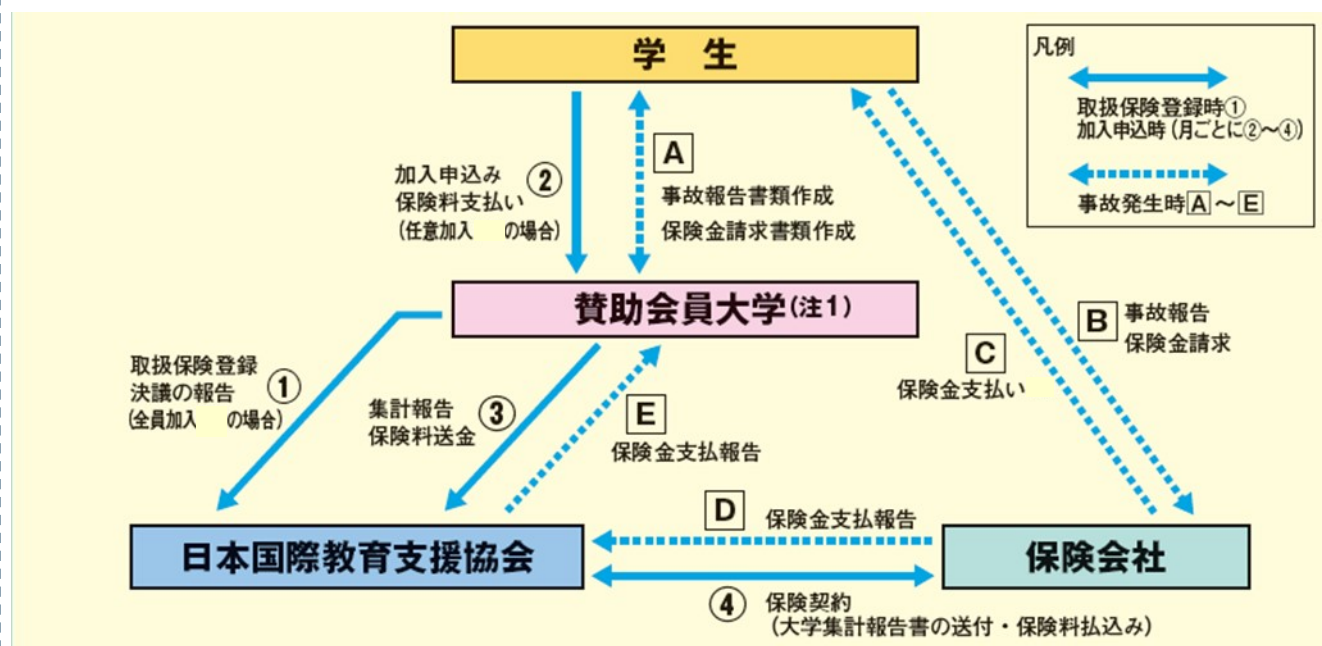 学 生
凡例
取扱保険登録時①
加入申込時(月ごとに②～④)
事故発生時A～E
加入申込み
保険料支払い
(任意加入 の場合)
②
A
事故報告書類作成
保険金請求書類作成
賛助会員大学(注1)
B
事故報告
保険金請求
C
保険金支払い
取扱保険登録
決議の報告
(全員加入 の場合)
①
集計報告
保険料送金
③
E
保険金支払報告
D
保険金支払報告
日本国際教育支援協会
保険会社
④
保険契約
(大学集計報告書の送付・保険料払込み)